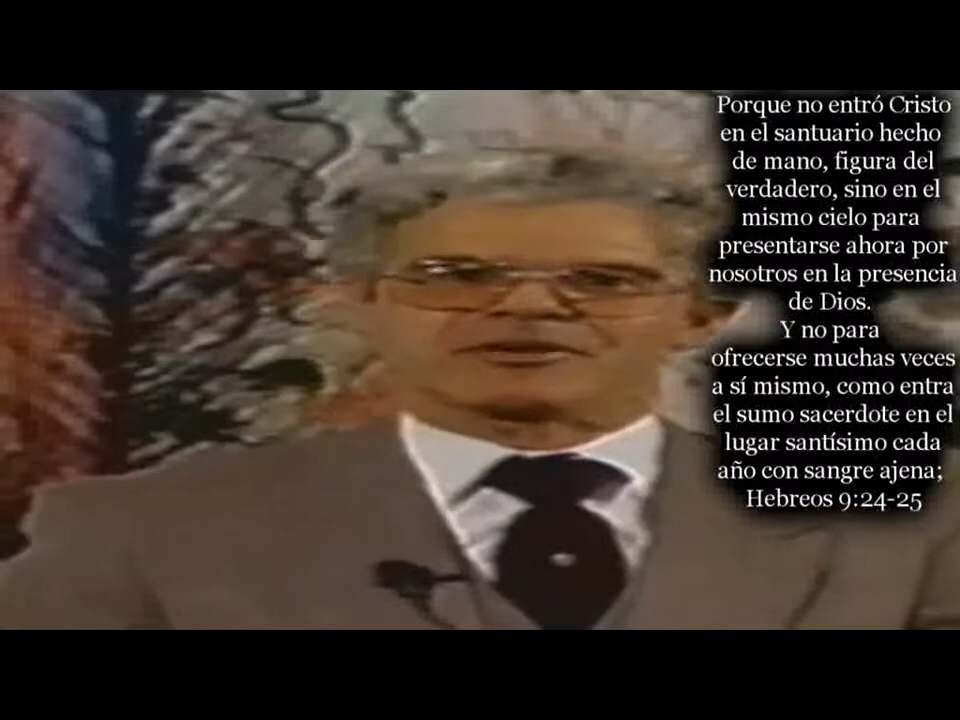 Porque no entró Cristo
en el santuario hecho
de mano, figura del
verdadero, sino en el
mismo cielo para
presentarse ahora por
nosotros en la presencia
de Dios.
Y no para
ofrecerse muchas veces
a sí mismo, como entra
el sumo sacerdote en el
lugar santísimo cada
año con sangre ajena;
Hebreos 9:24-25